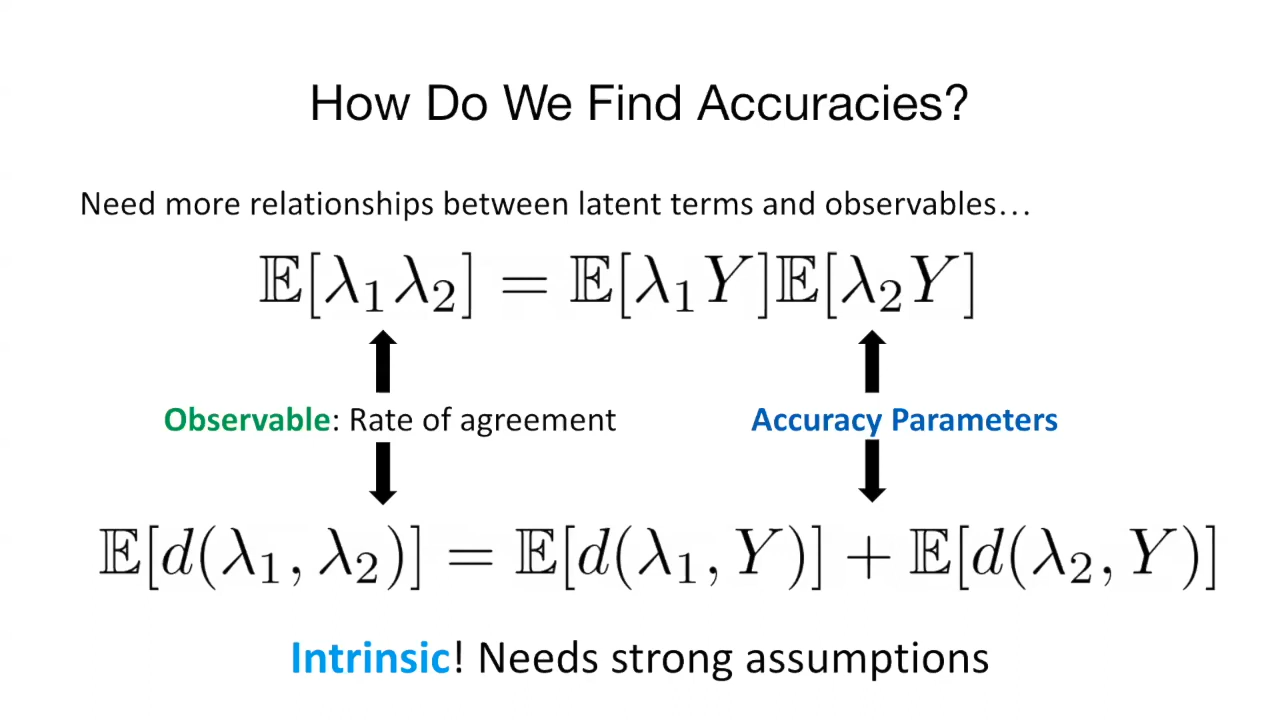 How Do We Find Accuracies?
Need more relationships between latent terms and observables…
𝔼[λ₁λ₂] = 𝔼[λ₁Y]𝔼[λ₂Y]
Observable: Rate of agreement
Accuracy Parameters
𝔼[d(λ₁, λ₂)] = 𝔼[d(λ₁, Y)] + 𝔼[d(λ₂, Y)]
Intrinsic! Needs strong assumptions